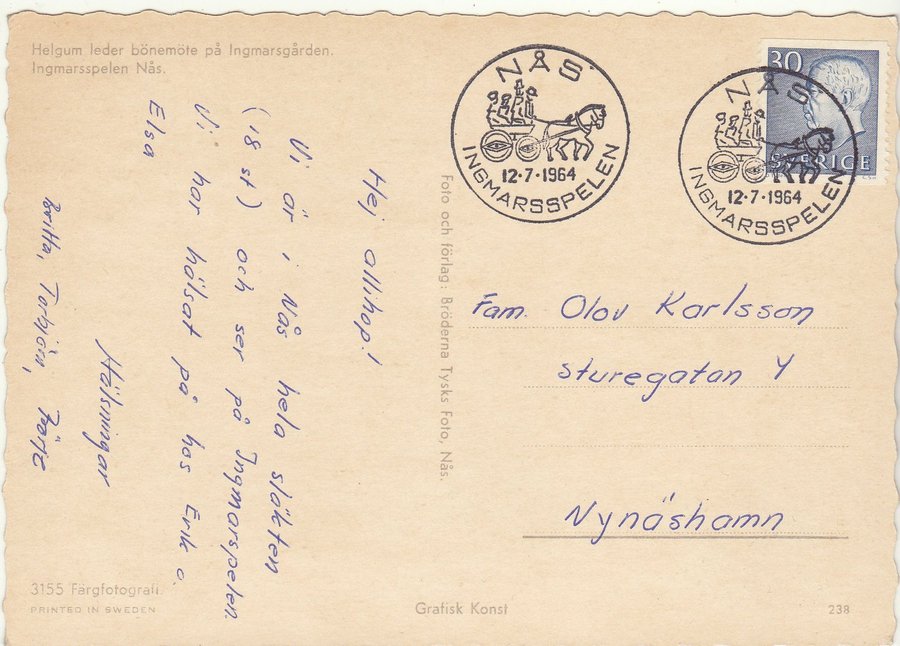 Helgum leder bönemöte på Ingmarsgården.
Ingmarsspelen Nås.
Hej allihop!
Vi är i Nås hela släkten
(18 st) och ser på Ingmarspelen.
Vi har hälsat på hos Erik o.
Elsa
Hälsningar
Britta, Torbjörn, Börje
3155 Färgfotografi.
PRINTED IN SWEDEN
Foto och förlag: Bröderna Tysks Foto, Nås.
Grafisk Konst
238
NÅS
12·7·1964
INGMARSSPELEN
30
SVERIGE
NÅS
12·7·1964
INGMARSSPELEN
Fam. Olov Karlsson
Sturegatan 4
Nynäshamn